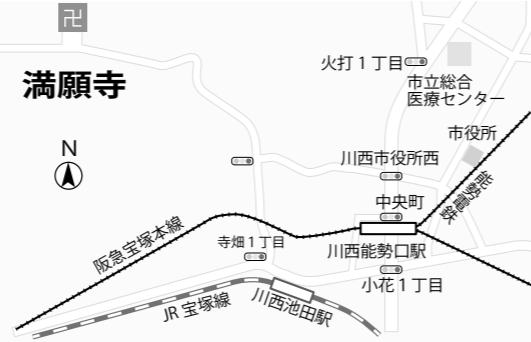 卍
満願寺
火打1丁目
市立総合
医療センター
市役所
N
川西市役所西
能勢電鉄
中央町
阪急宝塚本線
寺畑1丁目
川西能勢口駅
小花1丁目
JR宝塚線
川西池田駅